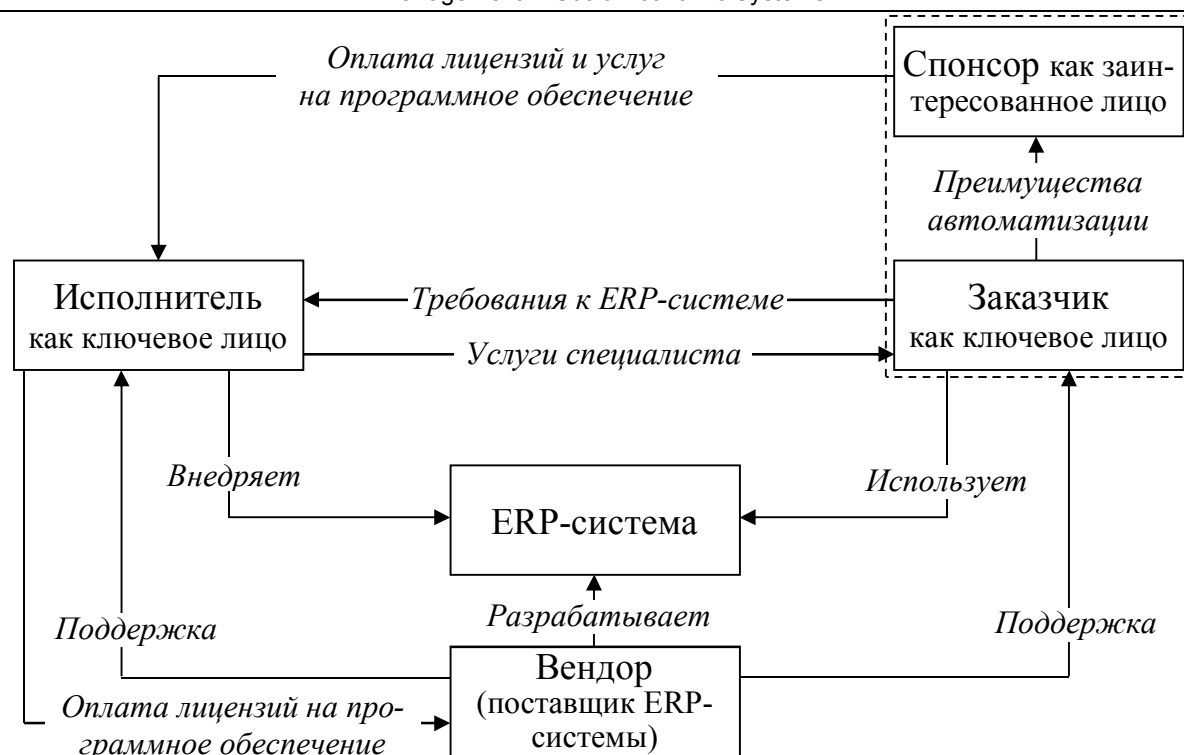 Оплата лицензий и услуг
на программное обеспечение
Спонсор как заин-
тересованное лицо
Преимущества
автоматизации
Исполнитель
как ключевое лицо
Требования к ERP-системе
Услуги специалиста
Заказчик
как ключевое лицо
Внедряет
ERP-система
Использует
Поддержка
Разрабатывает
Поддержка
Вендор
(поставщик ERP-
системы)
Оплата лицензий на про-
граммное обеспечение